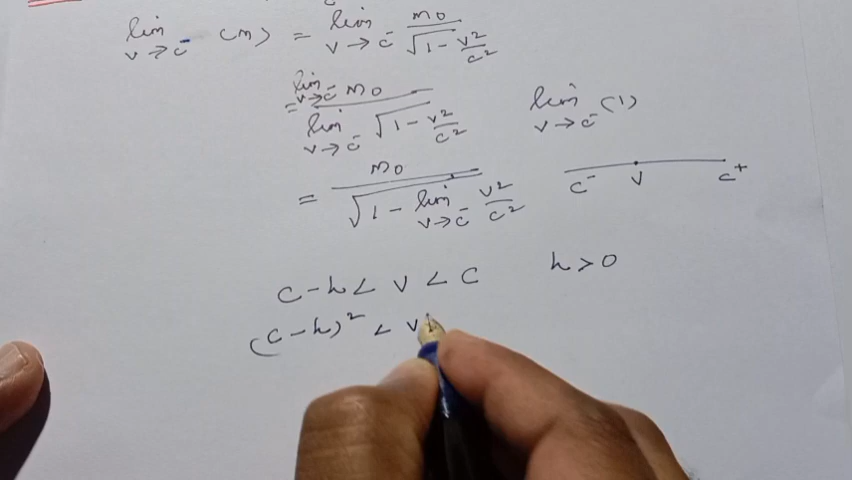 lim v→c⁻ (m) = lim v→c⁻ m₀ / √(1 - v²/c²)
= lim v→c⁻ m₀ / lim v→c⁻ √(1 - v²/c²)    lim v→c⁻ (1)
= m₀ / √(1 - lim v→c⁻ v²/c²)    c⁻ v c⁺
c-h < v < c    h > 0
(c-h)² < v²